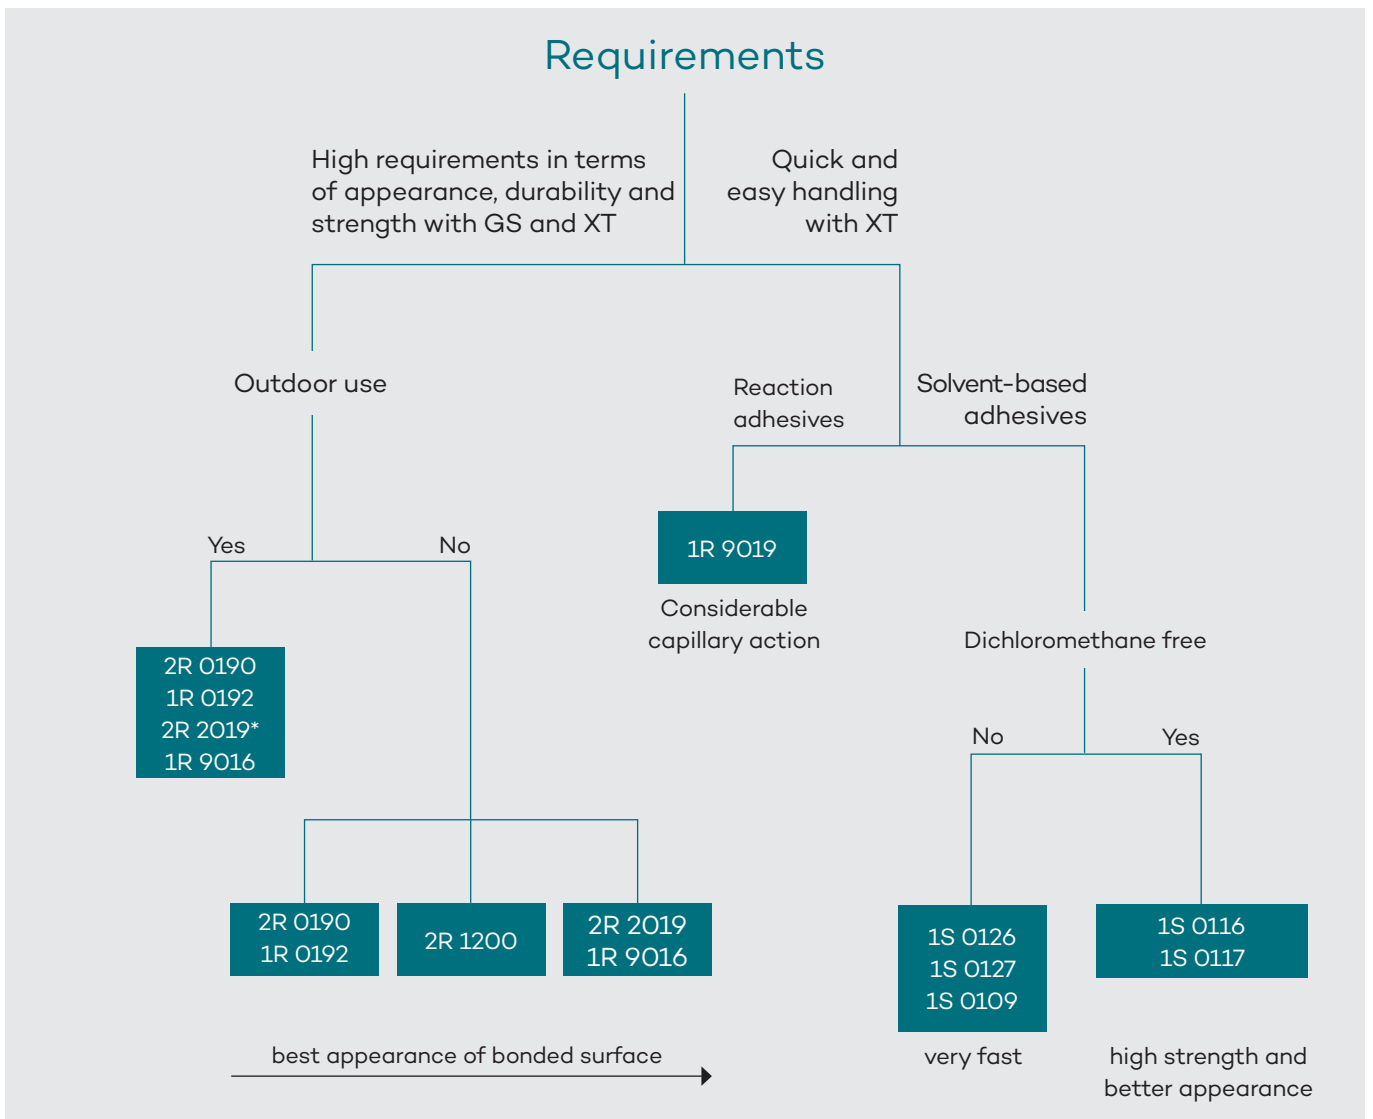 Requirements
High requirements in terms
of appearance, durability and
strength with GS and XT
Quick and
easy handling
with XT
Outdoor use
Reaction
adhesives
Solvent-based
adhesives
Yes
No
1R 9019
Considerable
capillary action
Dichloromethane free
2R 0190
1R 0192
2R 2019*
1R 9016
No
Yes
2R 0190
1R 0192
2R 1200
2R 2019
1R 9016
1S 0126
1S 0127
1S 0109
1S 0116
1S 0117
best appearance of bonded surface
very fast
high strength and
better appearance